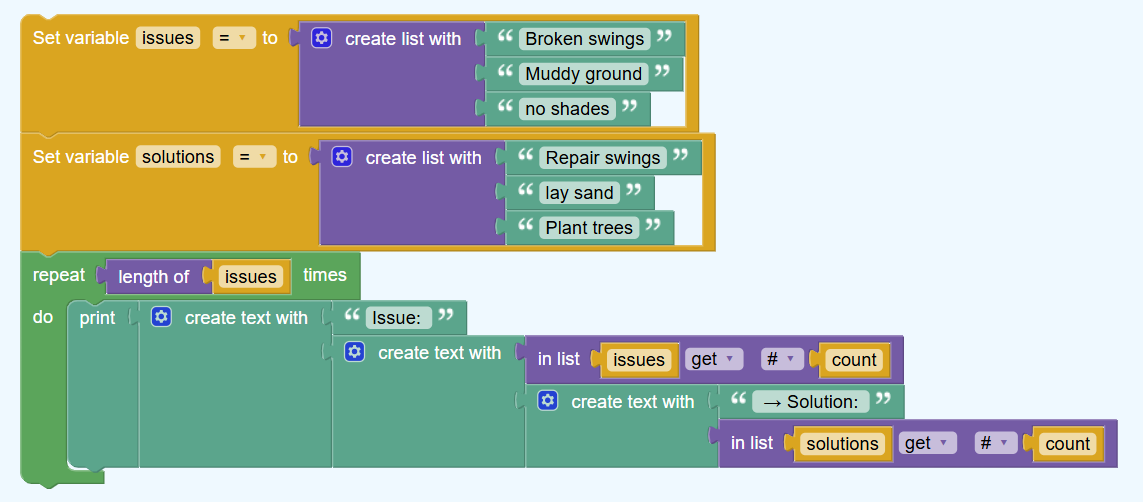 Set variable issues = ▾ to create list with “ Broken swings ”
“ Muddy ground ”
“ no shades ”
Set variable solutions = ▾ to create list with “ Repair swings ”
“ lay sand ”
“ Plant trees ”
repeat length of issues times
do print create text with “ Issue: ”
create text with in list issues get ▾ # ▾ count
create text with “ → Solution: ”
in list solutions get ▾ # ▾ count